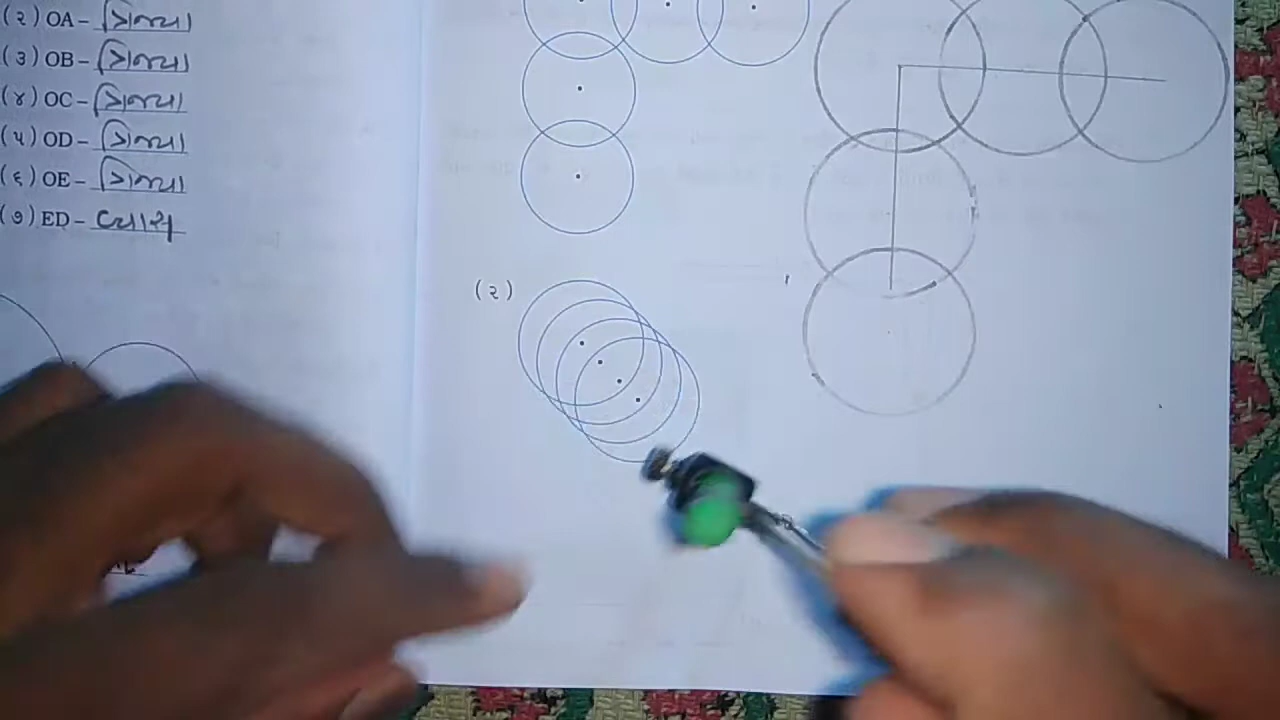 (૨) OA – ત્રિજ્યા
(૩) OB – ત્રિજ્યા
(૪) OC – ત્રિજ્યા
(૫) OD – ત્રિજ્યા
(૬) OE – ત્રિજ્યા
(૭) ED – વ્યાસ
(૨)